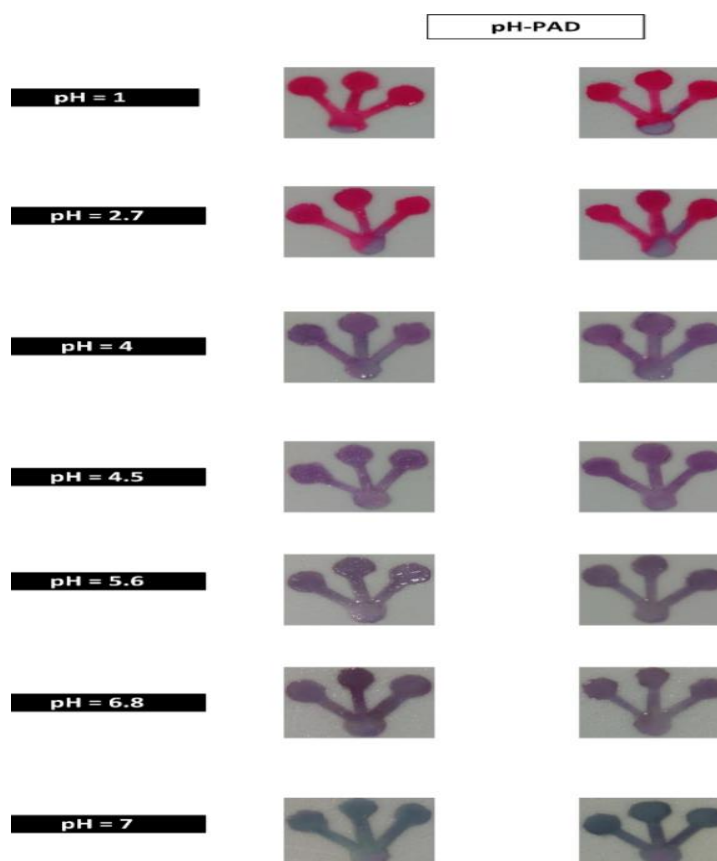 pH-PAD
pH = 1
pH = 2.7
pH = 4
pH = 4.5
pH = 5.6
pH = 6.8
pH = 7